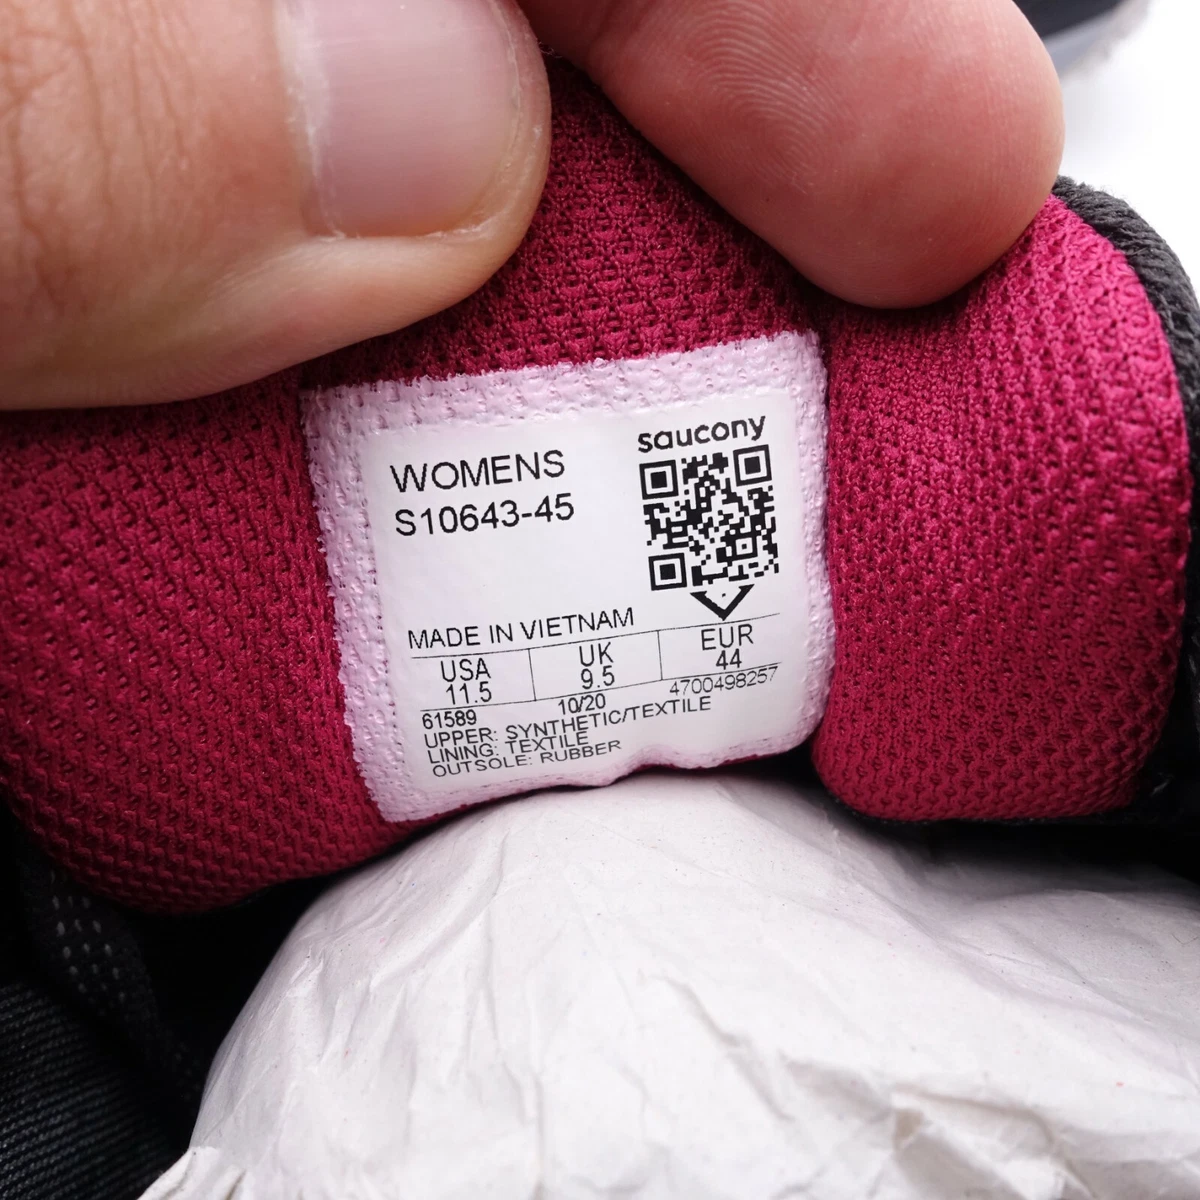 saucony
WOMENS
S10643-45
MADE IN VIETNAM
USA UK EUR
11.5 9.5 44
61589 10/20 4700498257
UPPER: SYNTHETIC/TEXTILE
LINING: TEXTILE
OUTSOLE: RUBBER